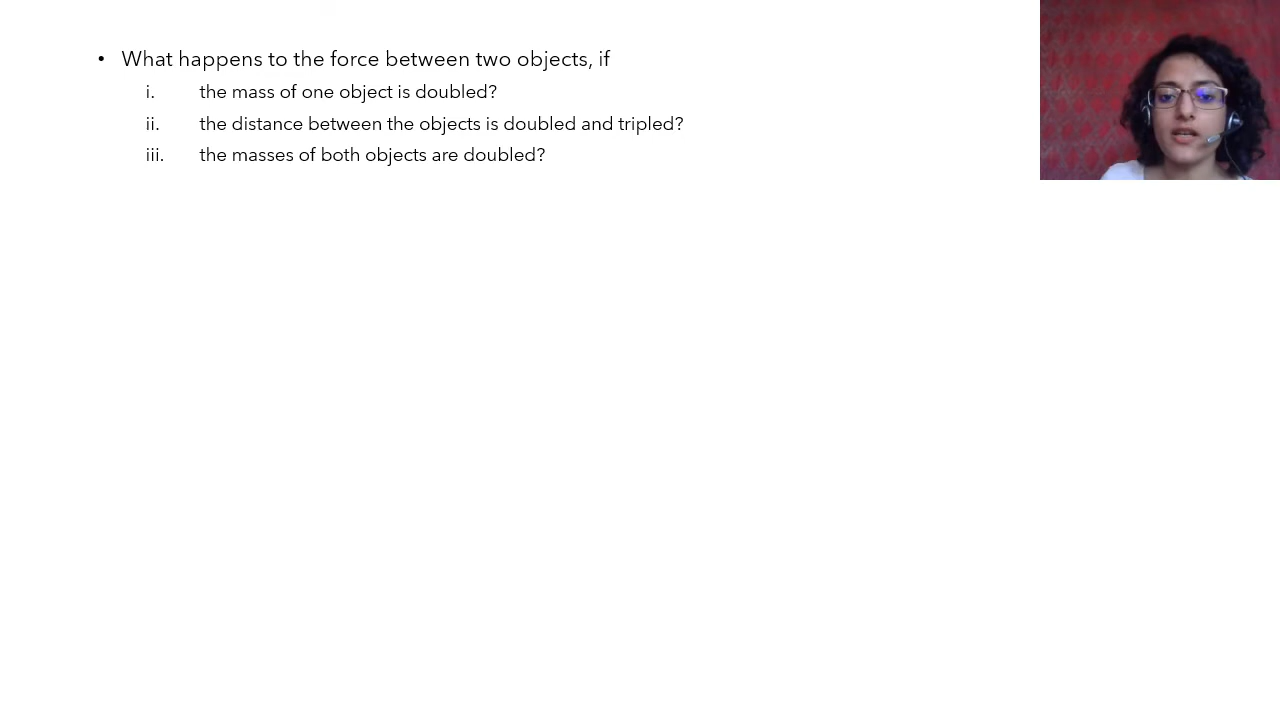 • What happens to the force between two objects, if
i. the mass of one object is doubled?
ii. the distance between the objects is doubled and tripled?
iii. the masses of both objects are doubled?